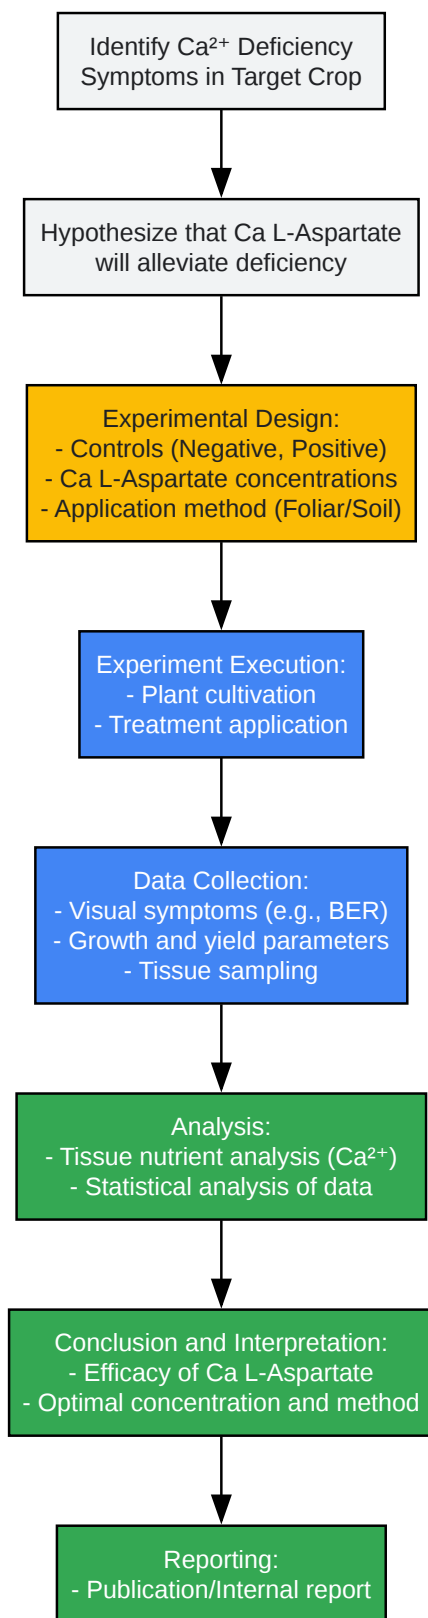 Identify Ca²⁺ Deficiency
Symptoms in Target Crop
Hypothesize that Ca L-Aspartate
will alleviate deficiency
Experimental Design:
- Controls (Negative, Positive)
- Ca L-Aspartate concentrations
- Application method (Foliar/Soil)
Experiment Execution:
- Plant cultivation
- Treatment application
Data Collection:
- Visual symptoms (e.g., BER)
- Growth and yield parameters
- Tissue sampling
Analysis:
- Tissue nutrient analysis (Ca²⁺)
- Statistical analysis of data
Conclusion and Interpretation:
- Efficacy of Ca L-Aspartate
- Optimal concentration and method
Reporting:
- Publication/Internal report